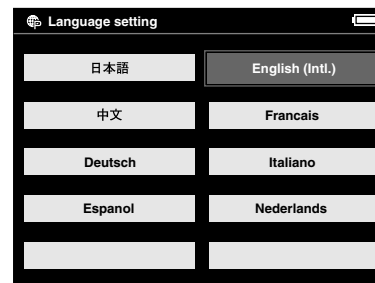 Language setting
日本語 English (Intl.)
中文 Francais
Deutsch Italiano
Espanol Nederlands